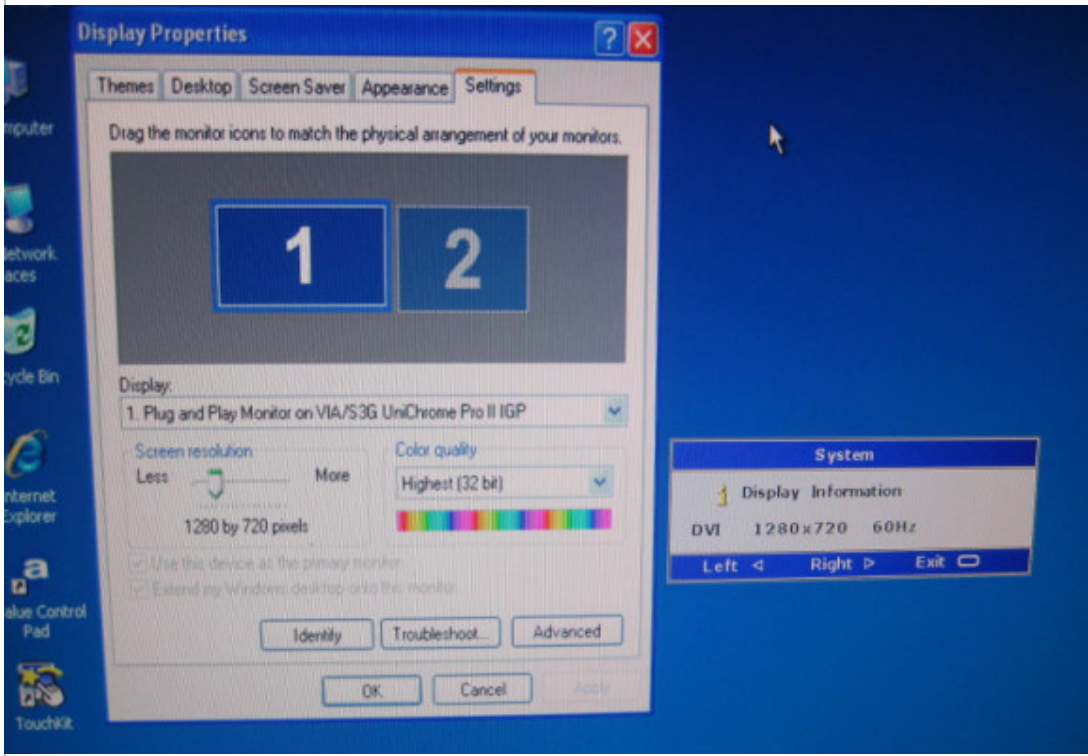 Display Properties
Themes Desktop Screen Saver Appearance Settings
Drag the monitor icons to match the physical arrangement of your monitors.
1 2
Display:
1. Plug and Play Monitor on VIA/S3G UniChrome Pro II IGP
Screen resolution
Less More
1280 by 720 pixels
Color quality
Highest (32 bit)
Use this device as the primary monitor.
Extend my Windows desktop onto this monitor.
Identify Troubleshoot... Advanced
OK Cancel Apply
mputer
etwork
aces
ycle Bin
nternet
Explorer
a
alue Control
Pad
TouchKit
System
Display Information
DVI 1280x720 60Hz
Left Right Exit